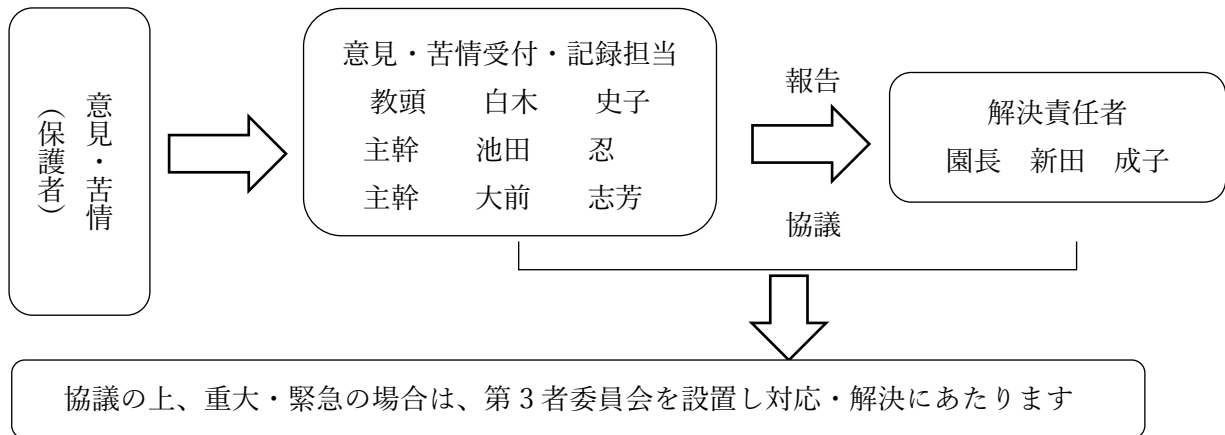 意見・苦情
(保護者)
意見・苦情受付・記録担当
教頭　白木　史子
主幹　池田　忍
主幹　大前　志芳
報告
協議
解決責任者
園長　新田　成子
協議の上、重大・緊急の場合は、第3者委員会を設置し対応・解決にあたります